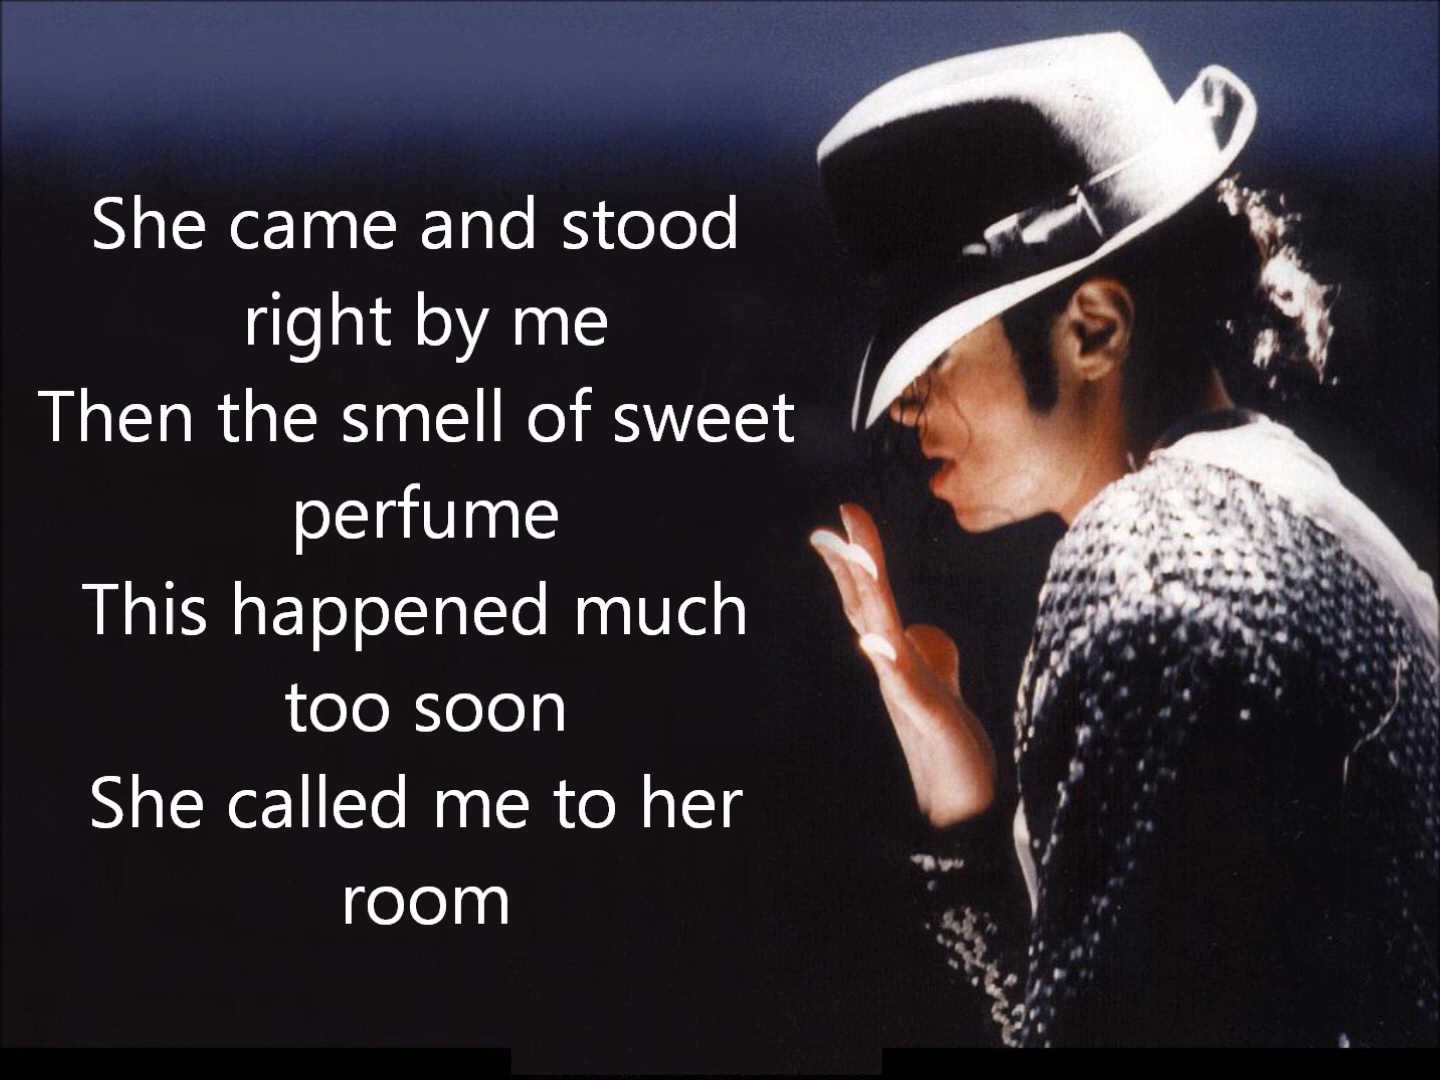 She came and stood
right by me
Then the smell of sweet
perfume
This happened much
too soon
She called me to her
room